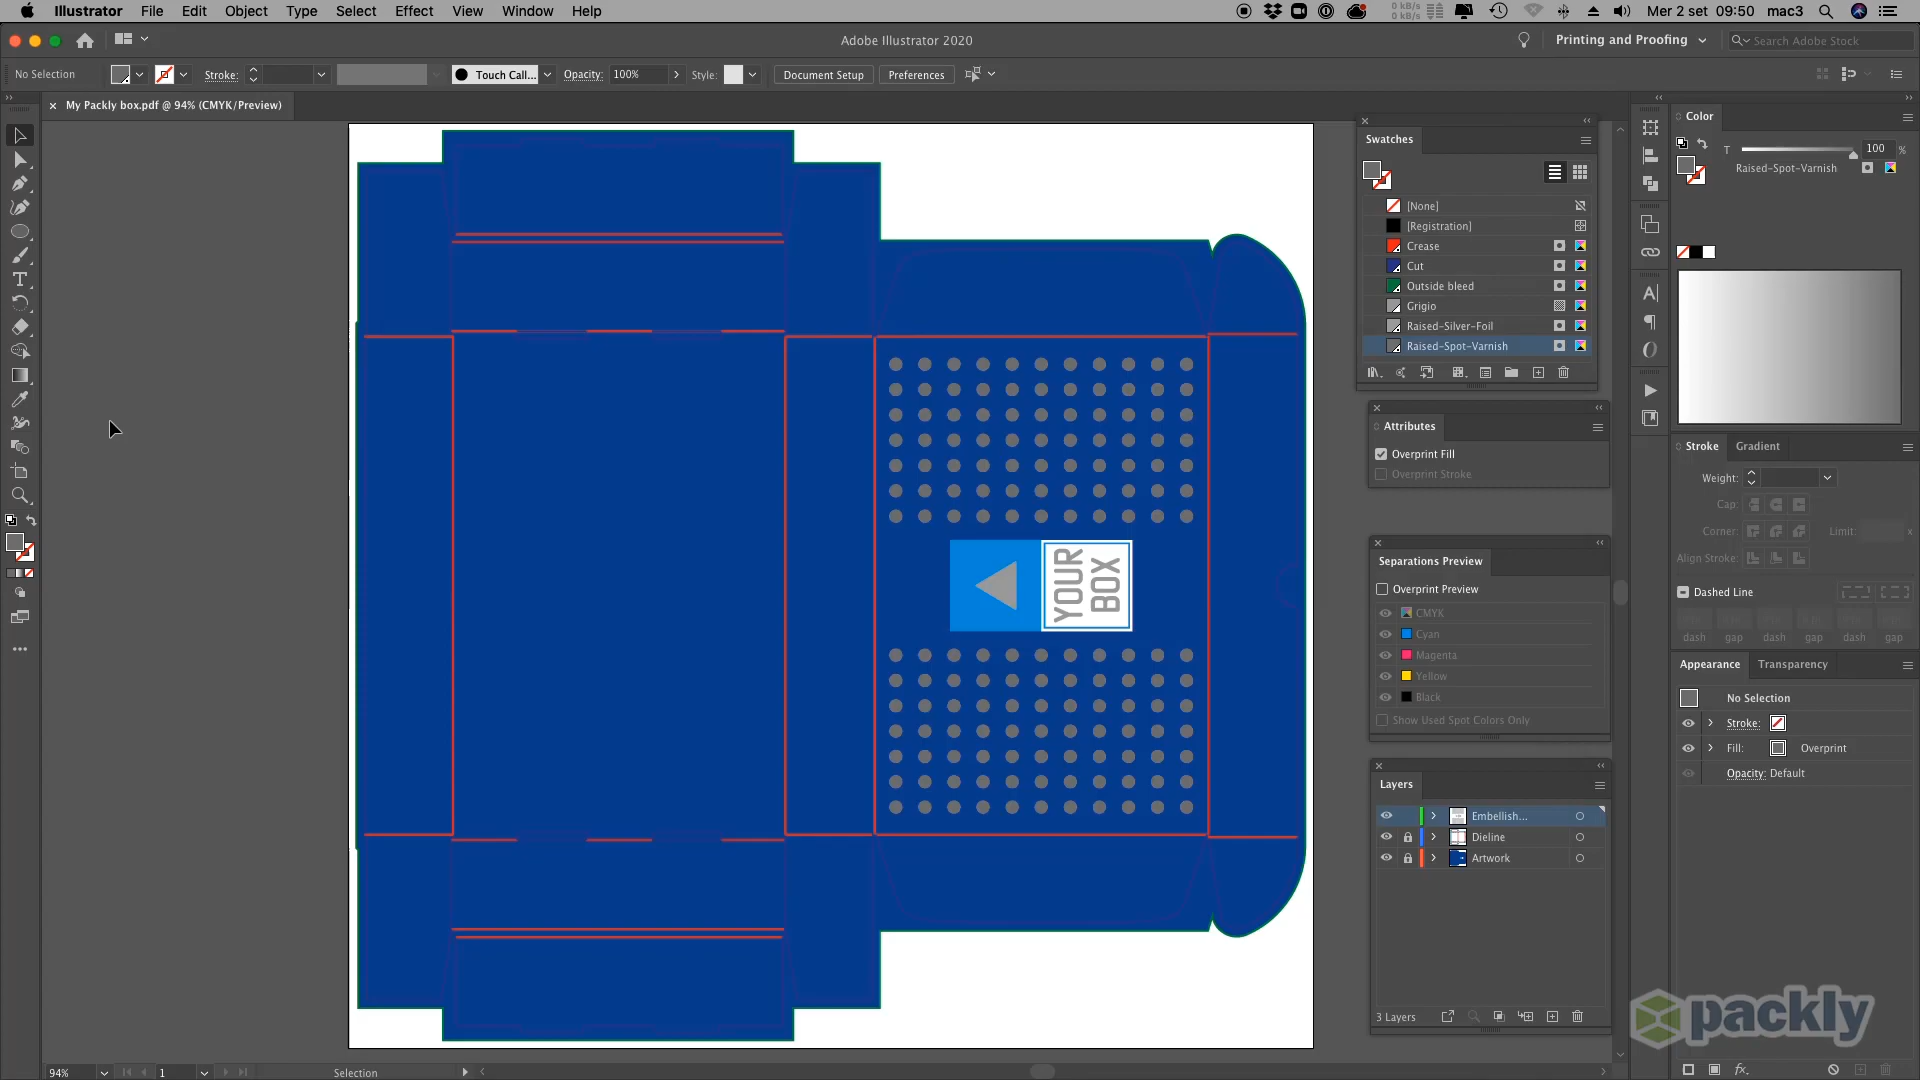 Illustrator File Edit Object Type Select Effect View Window Help
0 kB/s
0 kB/s
Mer 2 set 09:50 mac3
Adobe Illustrator 2020
Printing and Proofing
Search Adobe Stock
No Selection
Stroke:
Touch Call...
Opacity: 100%
Style:
Document Setup
Preferences
× My Packly box.pdf @ 94% (CMYK/Preview)
YOUR
BOX
Swatches
[None]
[Registration]
Crease
Cut
Outside bleed
Grigio
Raised-Silver-Foil
Raised-Spot-Varnish
Attributes
Overprint Fill
Overprint Stroke
Separations Preview
Overprint Preview
CMYK
Cyan
Magenta
Yellow
Black
Show Used Spot Colors Only
Layers
Embellish...
Dieline
Artwork
3 Layers
Color
T 100 %
Raised-Spot-Varnish
Stroke Gradient
Weight:
Cap:
Corner: Limit: x
Align Stroke:
Dashed Line
dash gap dash gap dash gap
Appearance Transparency
No Selection
Stroke:
Fill: Overprint
Opacity: Default
packly
94% 1 Selection